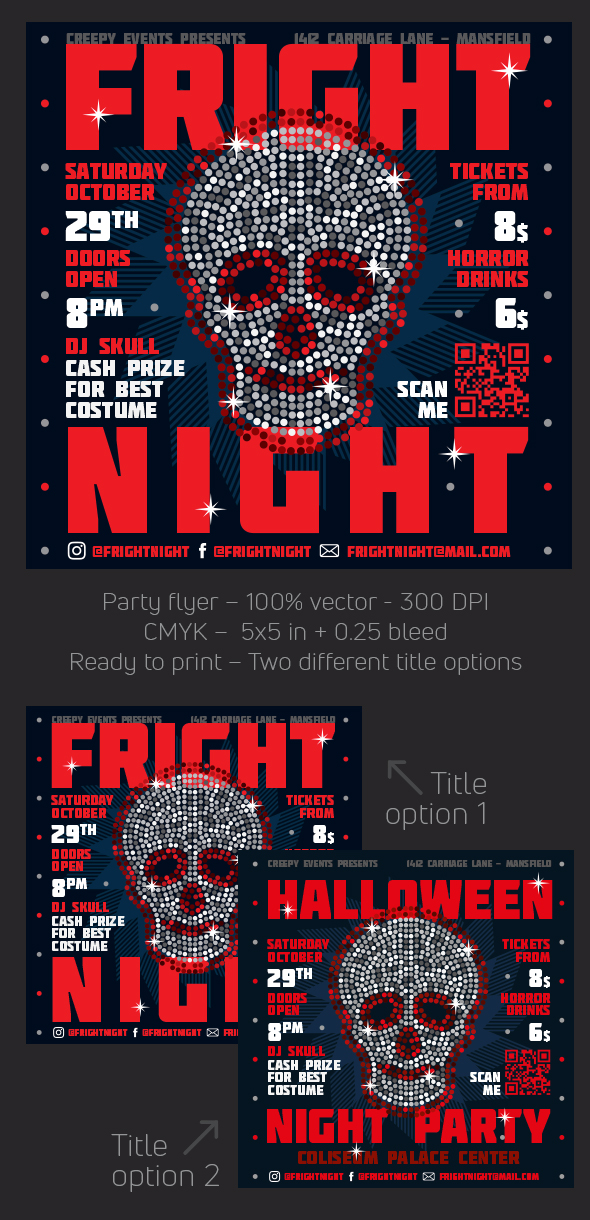 CREEPY EVENTS PRESENTS 1412 CARRIAGE LANE – MANSFIELD
FRIGHT
SATURDAY
OCTOBER
29TH
DOORS
OPEN
8PM
DJ SKULL
CASH PRIZE
FOR BEST
COSTUME
TICKETS
FROM
8$
HORROR
DRINKS
6$
SCAN
ME
NIGHT
@FRIGHTNIGHT f @FRIGHTNIGHT FRIGHTNIGHT@MAIL.COM
Party flyer – 100% vector - 300 DPI
CMYK – 5x5 in + 0.25 bleed
Ready to print – Two different title options
CREEPY EVENTS PRESENTS 1412 CARRIAGE LANE – MANSFIELD
FRIGHT
SATURDAY
OCTOBER
29TH
DOORS
OPEN
8PM
DJ SKULL
CASH PRIZE
FOR BEST
COSTUME
TICKETS
FROM
8$
NIG
@FRIGHTNIGHT f @FRIGHTNIGHT FRI
Title
option 1
CREEPY EVENTS PRESENTS 1412 CARRIAGE LANE – MANSFIELD
HALLOWEEN
SATURDAY
OCTOBER
29TH
DOORS
OPEN
8PM
DJ SKULL
CASH PRIZE
FOR BEST
COSTUME
TICKETS
FROM
8$
HORROR
DRINKS
6$
SCAN
ME
NIGHT PARTY
COLISEUM PALACE CENTER
@FRIGHTNIGHT f @FRIGHTNIGHT FRIGHTNIGHT@MAIL.COM
Title
option 2